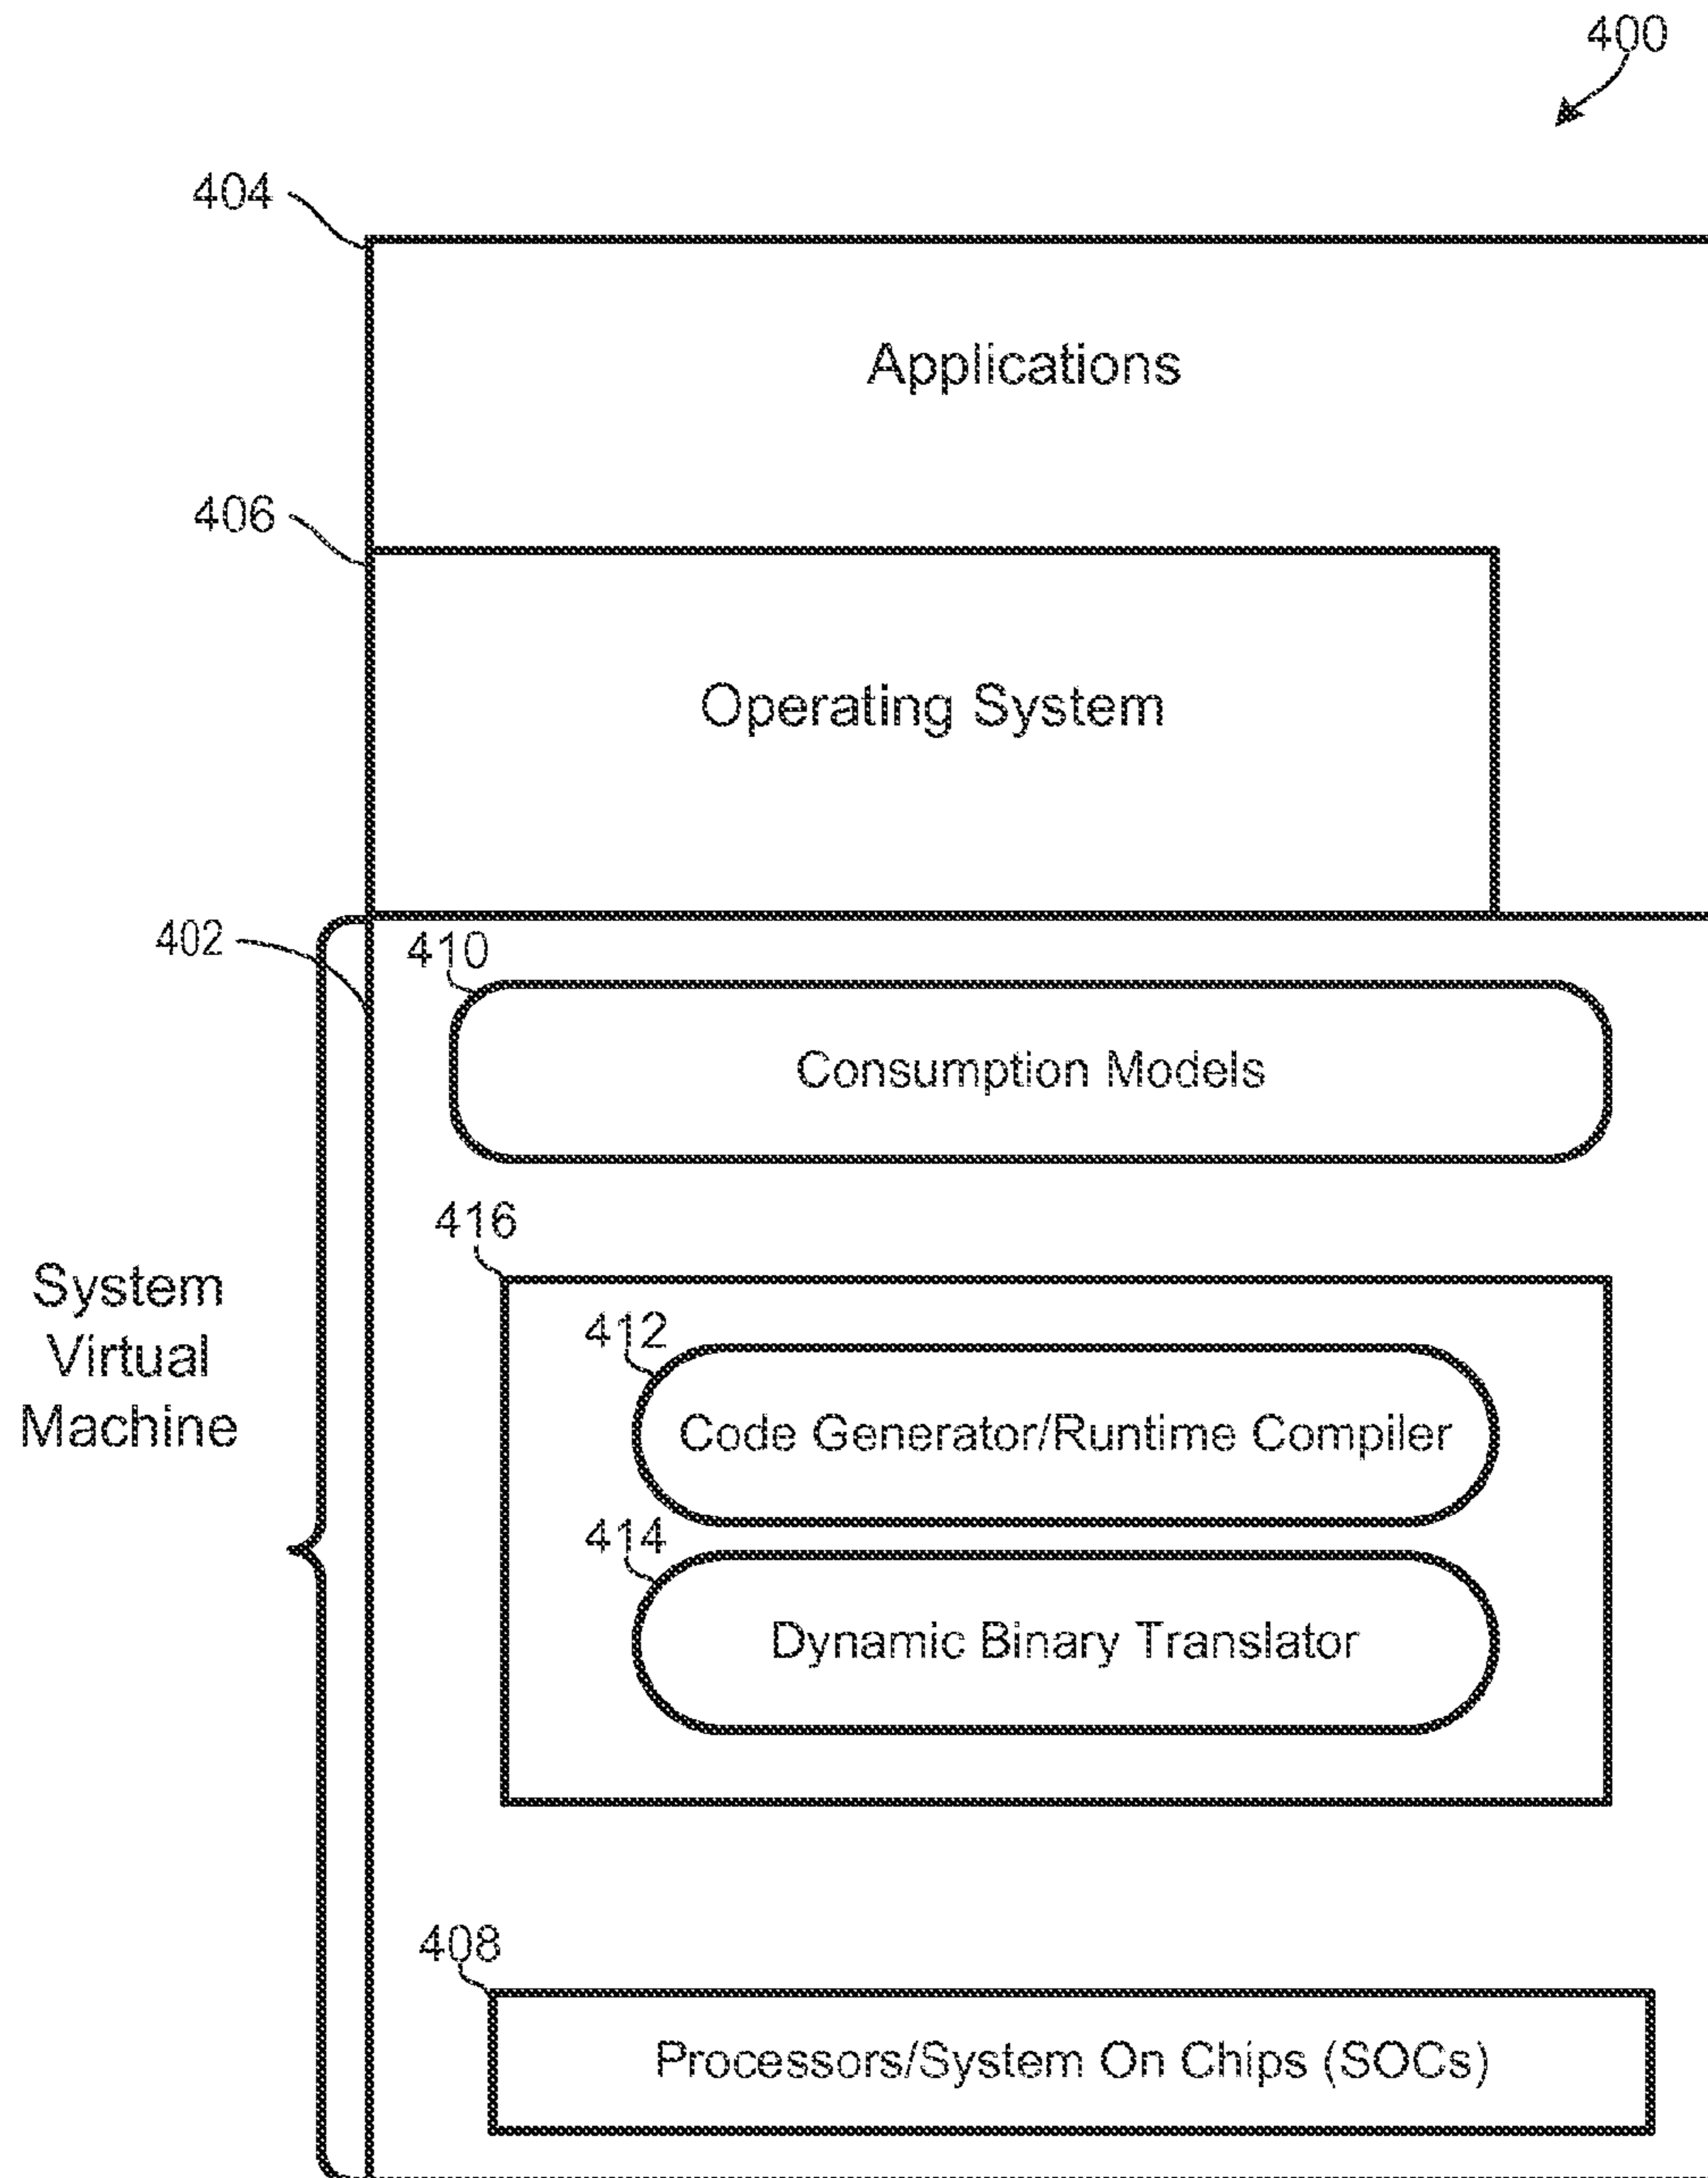 400
404
Applications
406
Operating System
402
410
Consumption Models
416
System
Virtual
Machine
412
Code Generator/Runtime Compiler
414
Dynamic Binary Translator
408
Processors/System On Chips (SOCs)